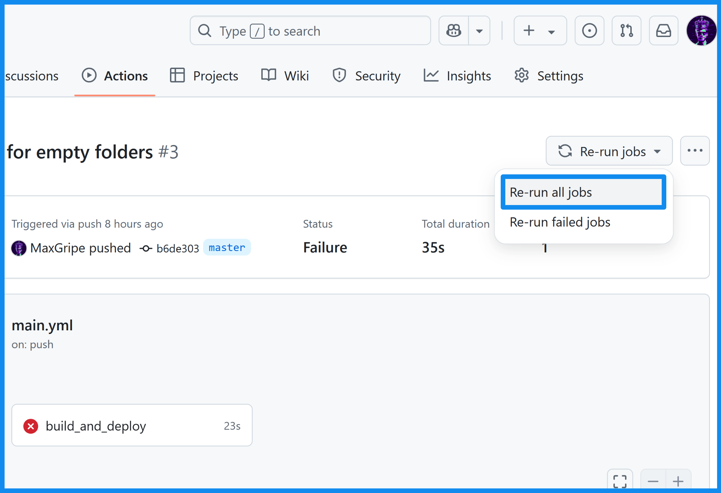 Type / to search
scussions Actions Projects Wiki Security Insights Settings
for empty folders #3
Re-run jobs
Re-run all jobs
Re-run failed jobs
Triggered via push 8 hours ago
MaxGripe pushed b6de303 master
Status
Failure
Total duration
35s
1
main.yml
on: push
build_and_deploy 23s